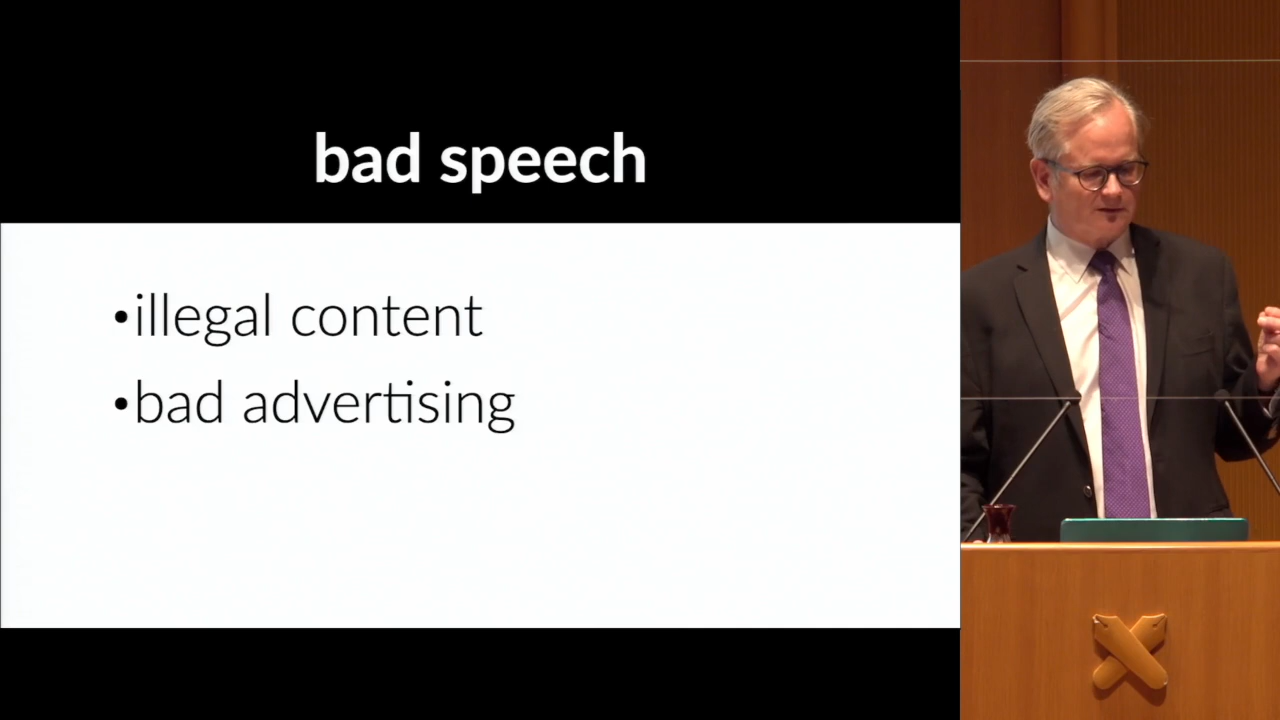 bad speech
•illegal content
•bad advertising